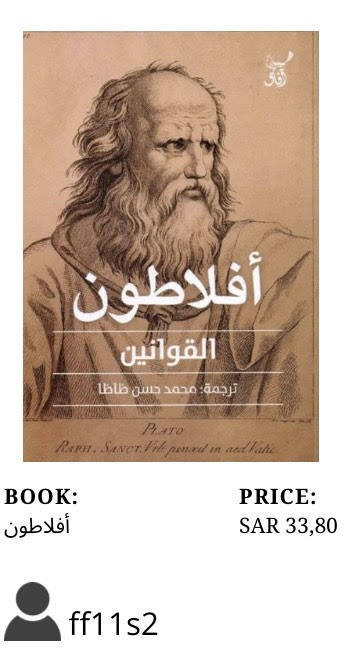 أفلاطون
القوانين
ترجمة: محمد حسن ظاظا
PLATO
RAPH. SANCT. Urb. pinxit in aed. Vatic.
BOOK:
أفلاطون
PRICE:
SAR 33,80
ff11s2